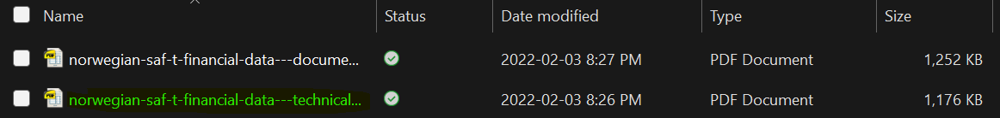 Name Status Date modified Type Size
norwegian-saf-t-financial-data---docume... 2022-02-03 8:27 PM PDF Document 1,252 KB
norwegian-saf-t-financial-data---technical... 2022-02-03 8:26 PM PDF Document 1,176 KB